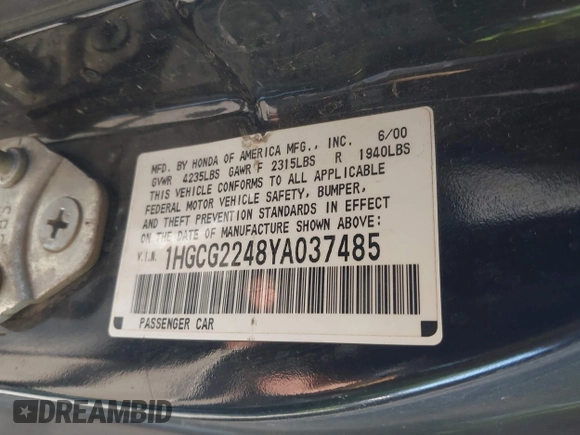 MFD. BY HONDA OF AMERICA MFG., INC. 6/00
GVWR 4235LBS GAWR F 2315LBS R 1940LBS
THIS VEHICLE CONFORMS TO ALL APPLICABLE
FEDERAL MOTOR VEHICLE SAFETY, BUMPER,
AND THEFT PREVENTION STANDARDS IN EFFECT
ON THE DATE OF MANUFACTURE SHOWN ABOVE:
V.I.N. 1HGCG2248YA037485
PASSENGER CAR
DREAMBID